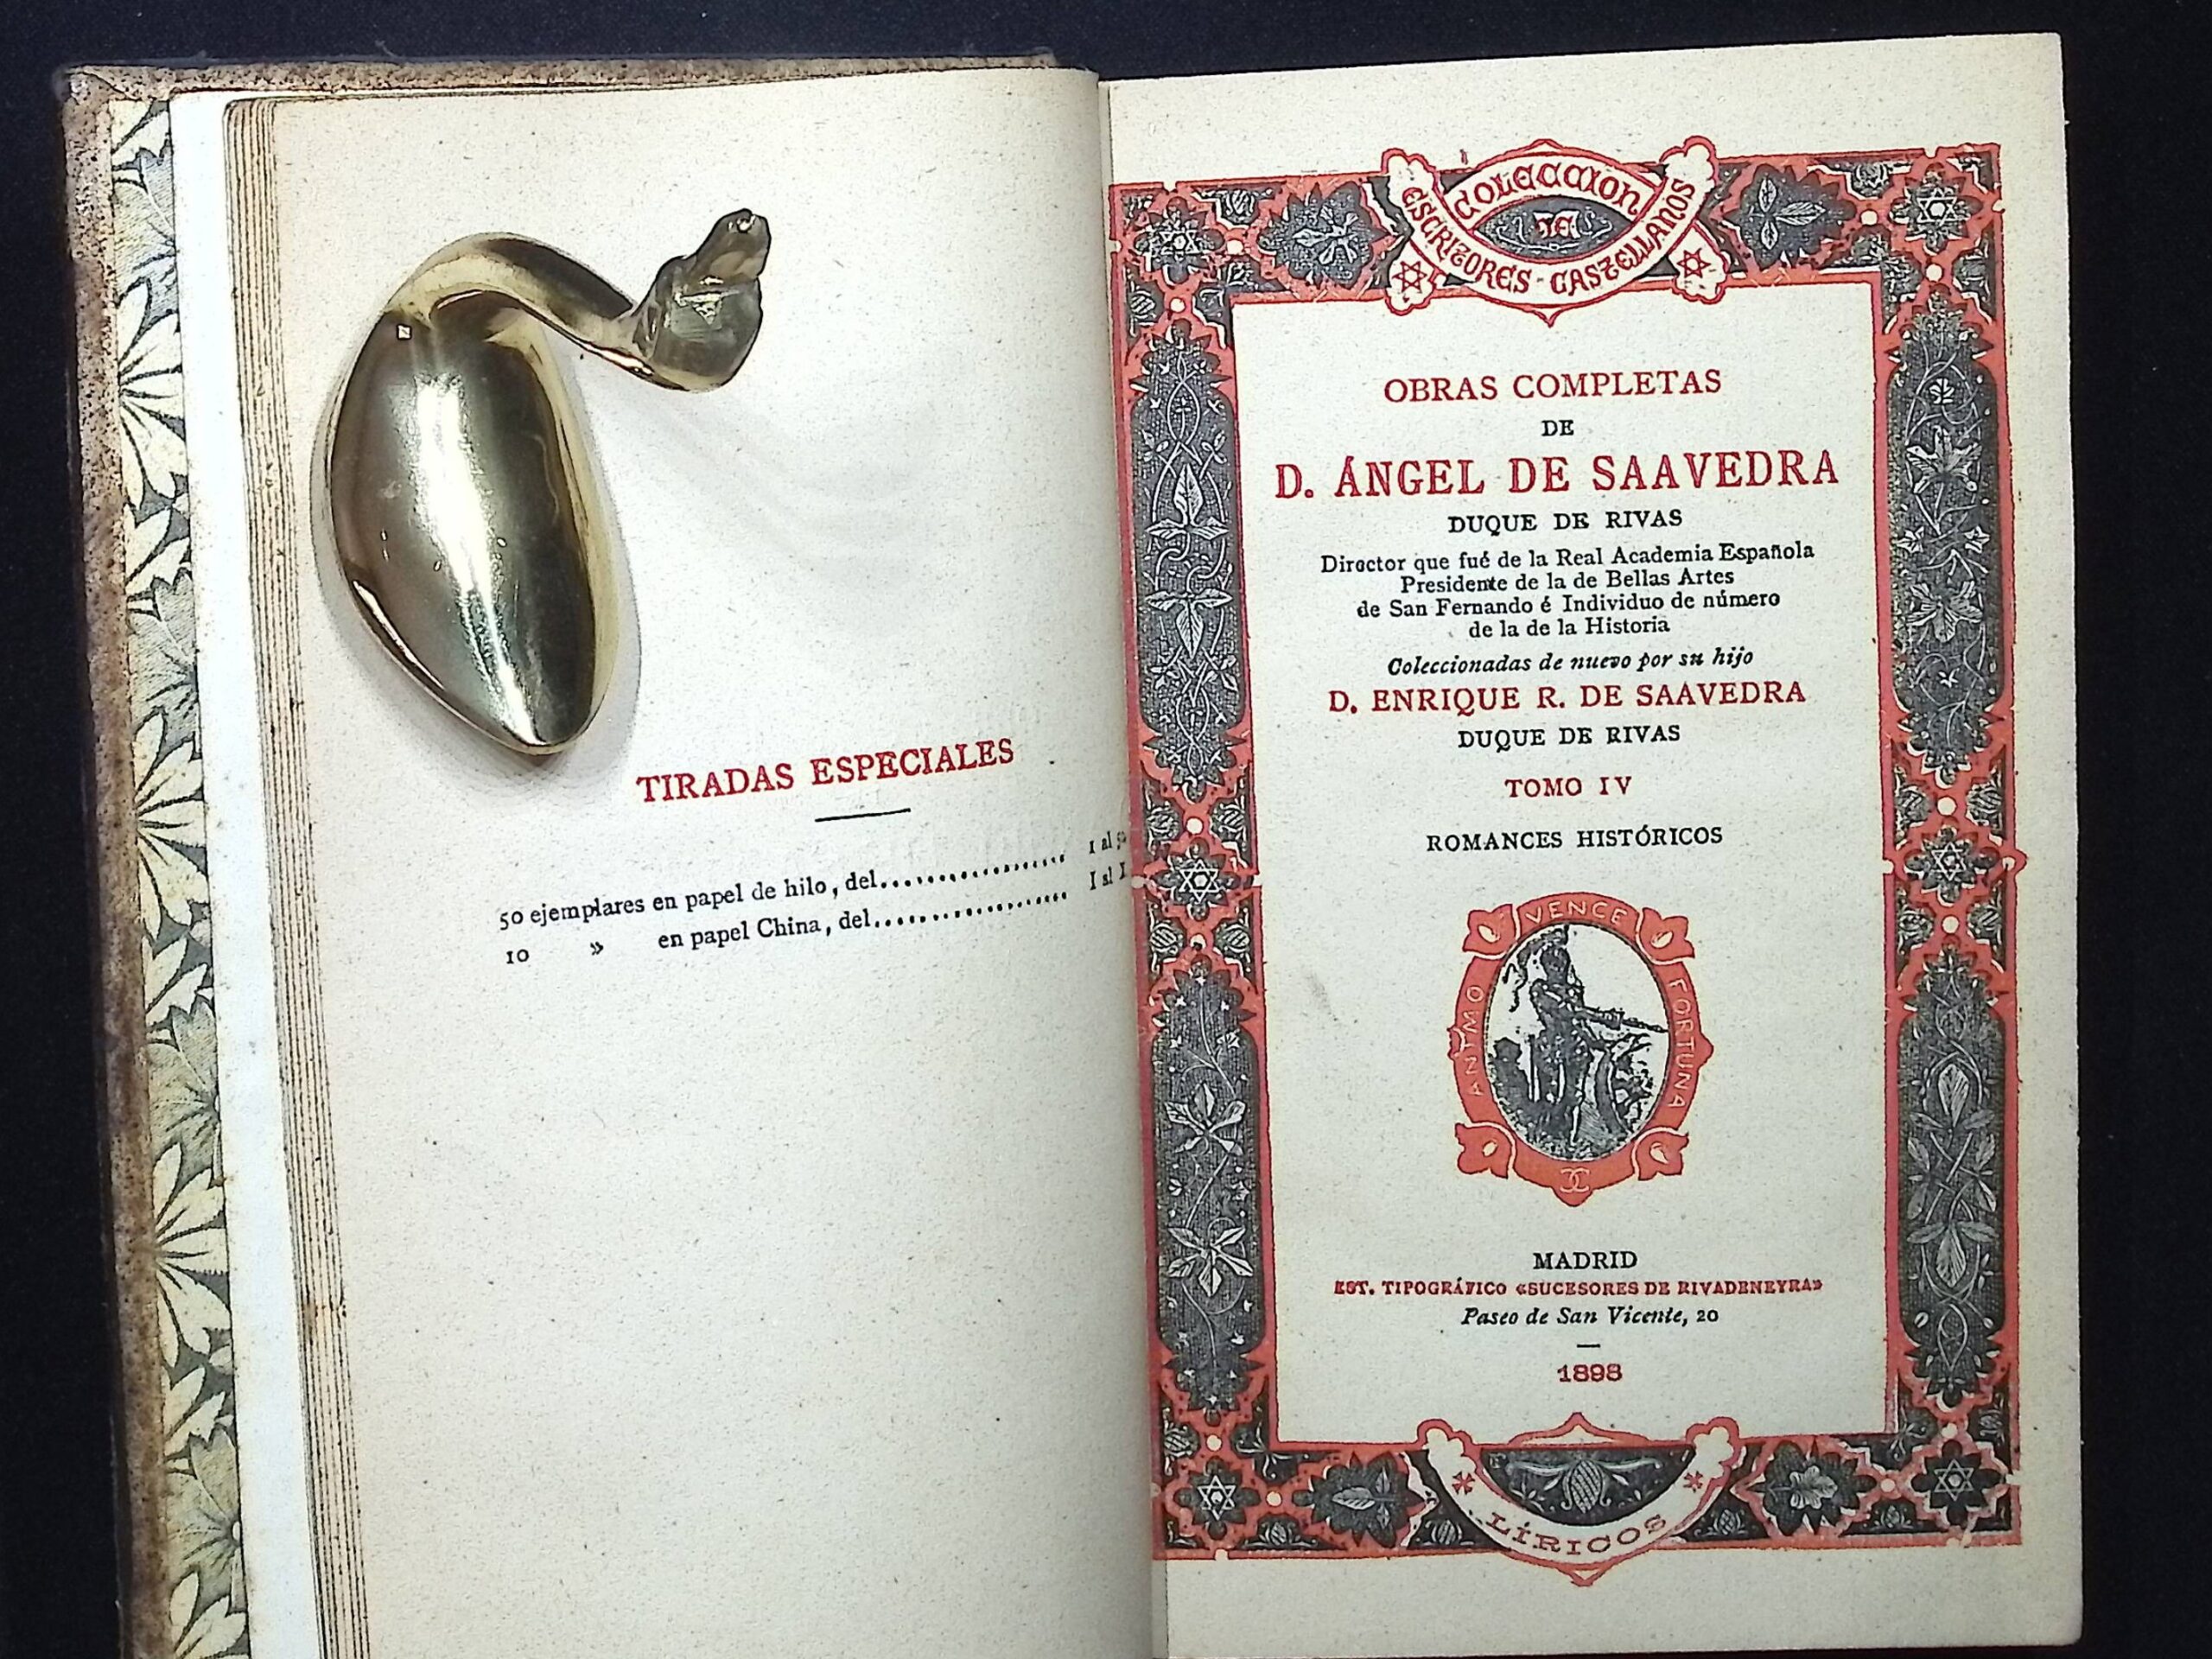 TIRADAS ESPECIALES
50 ejemplares en papel de hilo, del.................... 1 al
10 » en papel China, del.................... I al
COLECCION
DE
ESCRITORES-CASTELLANOS
OBRAS COMPLETAS
DE
D. ÁNGEL DE SAAVEDRA
DUQUE DE RIVAS
Director que fué de la Real Academia Española
Presidente de la de Bellas Artes
de San Fernando é Individuo de número
de la de la Historia
Coleccionadas de nuevo por su hijo
D. ENRIQUE R. DE SAAVEDRA
DUQUE DE RIVAS
TOMO IV
ROMANCES HISTÓRICOS
ANIMO VENCE FORTUNA
MADRID
EST. TIPOGRÁFICO «SUCESORES DE RIVADENEYRA»
Paseo de San Vicente, 20
1898
LÍRICOS